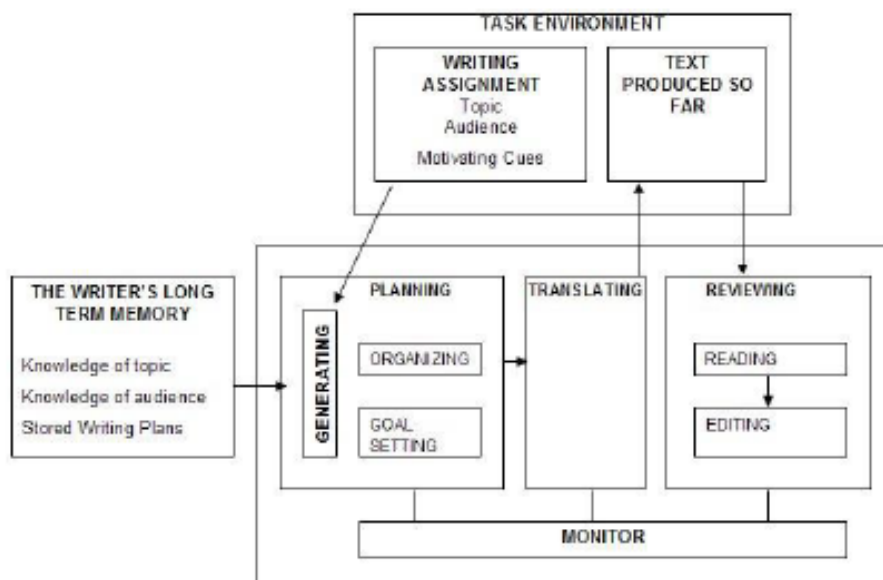 TASK ENVIRONMENT
WRITING
ASSIGNMENT
Topic
Audience
Motivating Cues
TEXT
PRODUCED SO
FAR
THE WRITER'S LONG
TERM MEMORY
Knowledge of topic
Knowledge of audience
Stored Writing Plans
PLANNING
GENERATING
ORGANIZING
GOAL
SETTING
TRANSLATING
REVIEWING
READING
EDITING
MONITOR